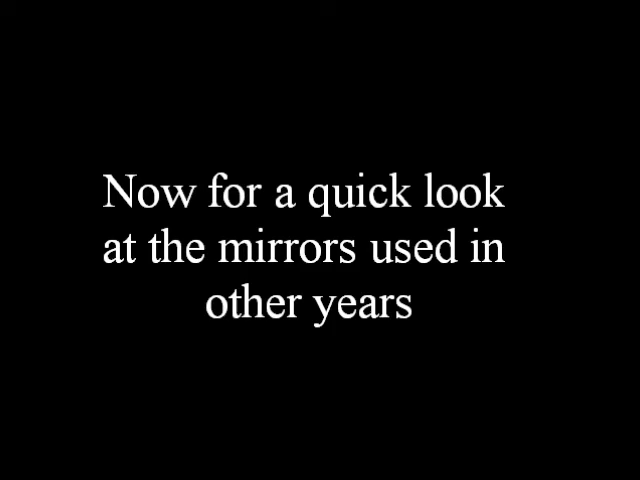 Now for a quick look
at the mirrors used in
other years